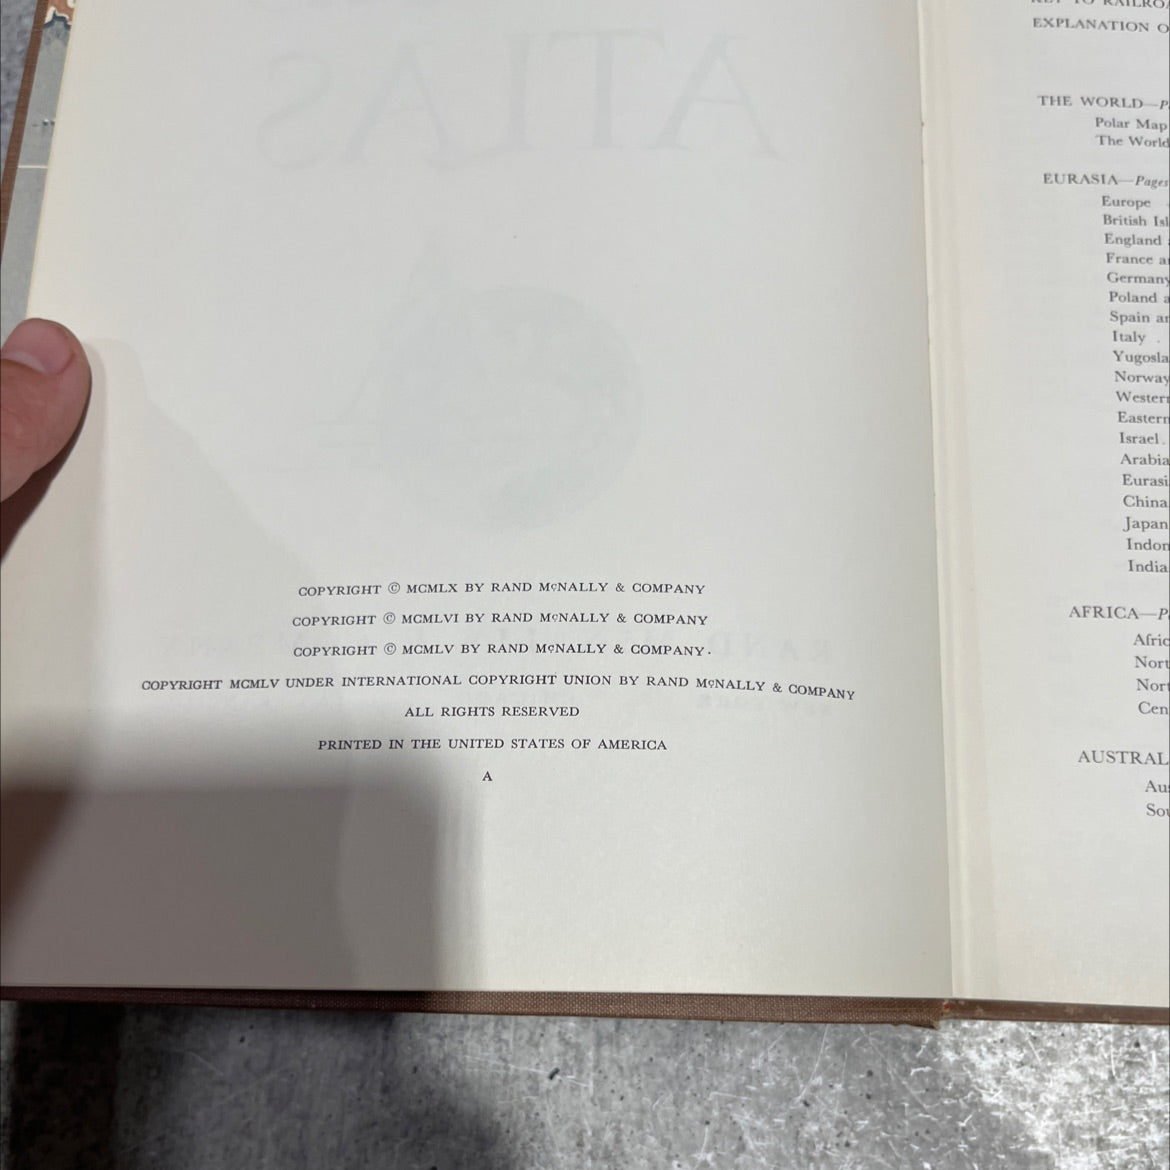 ATLAS
COPYRIGHT © MCMLX BY RAND McNALLY & COMPANY
COPYRIGHT © MCMLVI BY RAND McNALLY & COMPANY
COPYRIGHT © MCMLV BY RAND McNALLY & COMPANY.
COPYRIGHT MCMLV UNDER INTERNATIONAL COPYRIGHT UNION BY RAND McNALLY & COMPANY
ALL RIGHTS RESERVED
PRINTED IN THE UNITED STATES OF AMERICA
A
EXPLANATION O
THE WORLD—P
Polar Map
The World
EURASIA—Pages
Europe
British Isl
England
France a
Germany
Poland a
Spain a
Italy .
Yugosla
Norway
Western
Eastern
Israel .
Arabia
Eurasi
China
Japan
Indon
India
AFRICA—P
Afric
Nort
Nort
Cen
AUSTRAL
Au
Sou